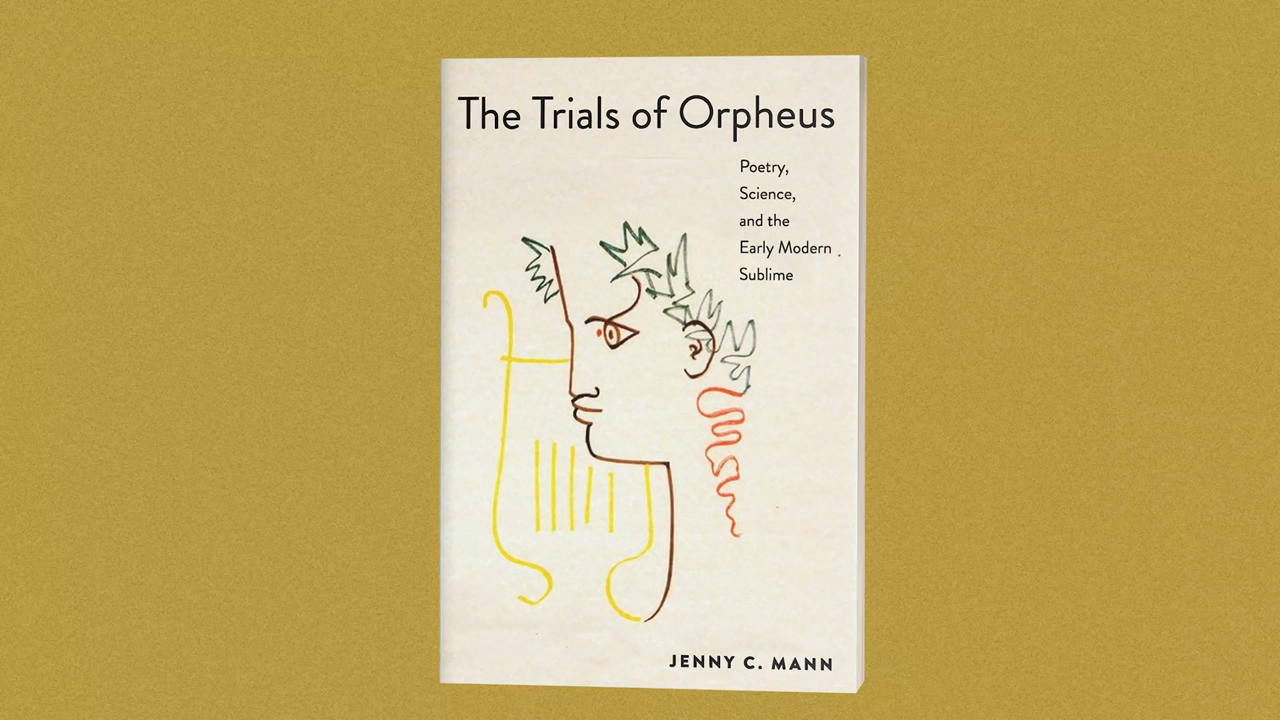 The Trials of Orpheus
Poetry,
Science,
and the
Early Modern
Sublime
JENNY C. MANN